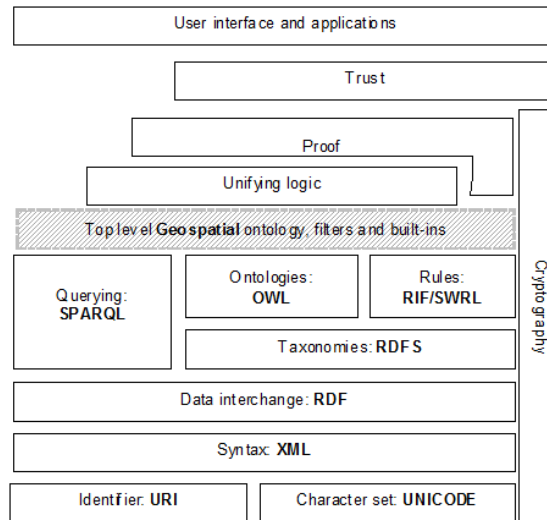 User interface and applications
Trust
Proof
Unifying logic
Top level Geospatial ontology, filters and built-ins
Querying:
SPARQL
Ontologies:
OWL
Rules:
RIF/SWRL
Taxonomies: RDFS
Cryptography
Data interchange: RDF
Syntax: XML
Identifier: URI
Character set: UNICODE